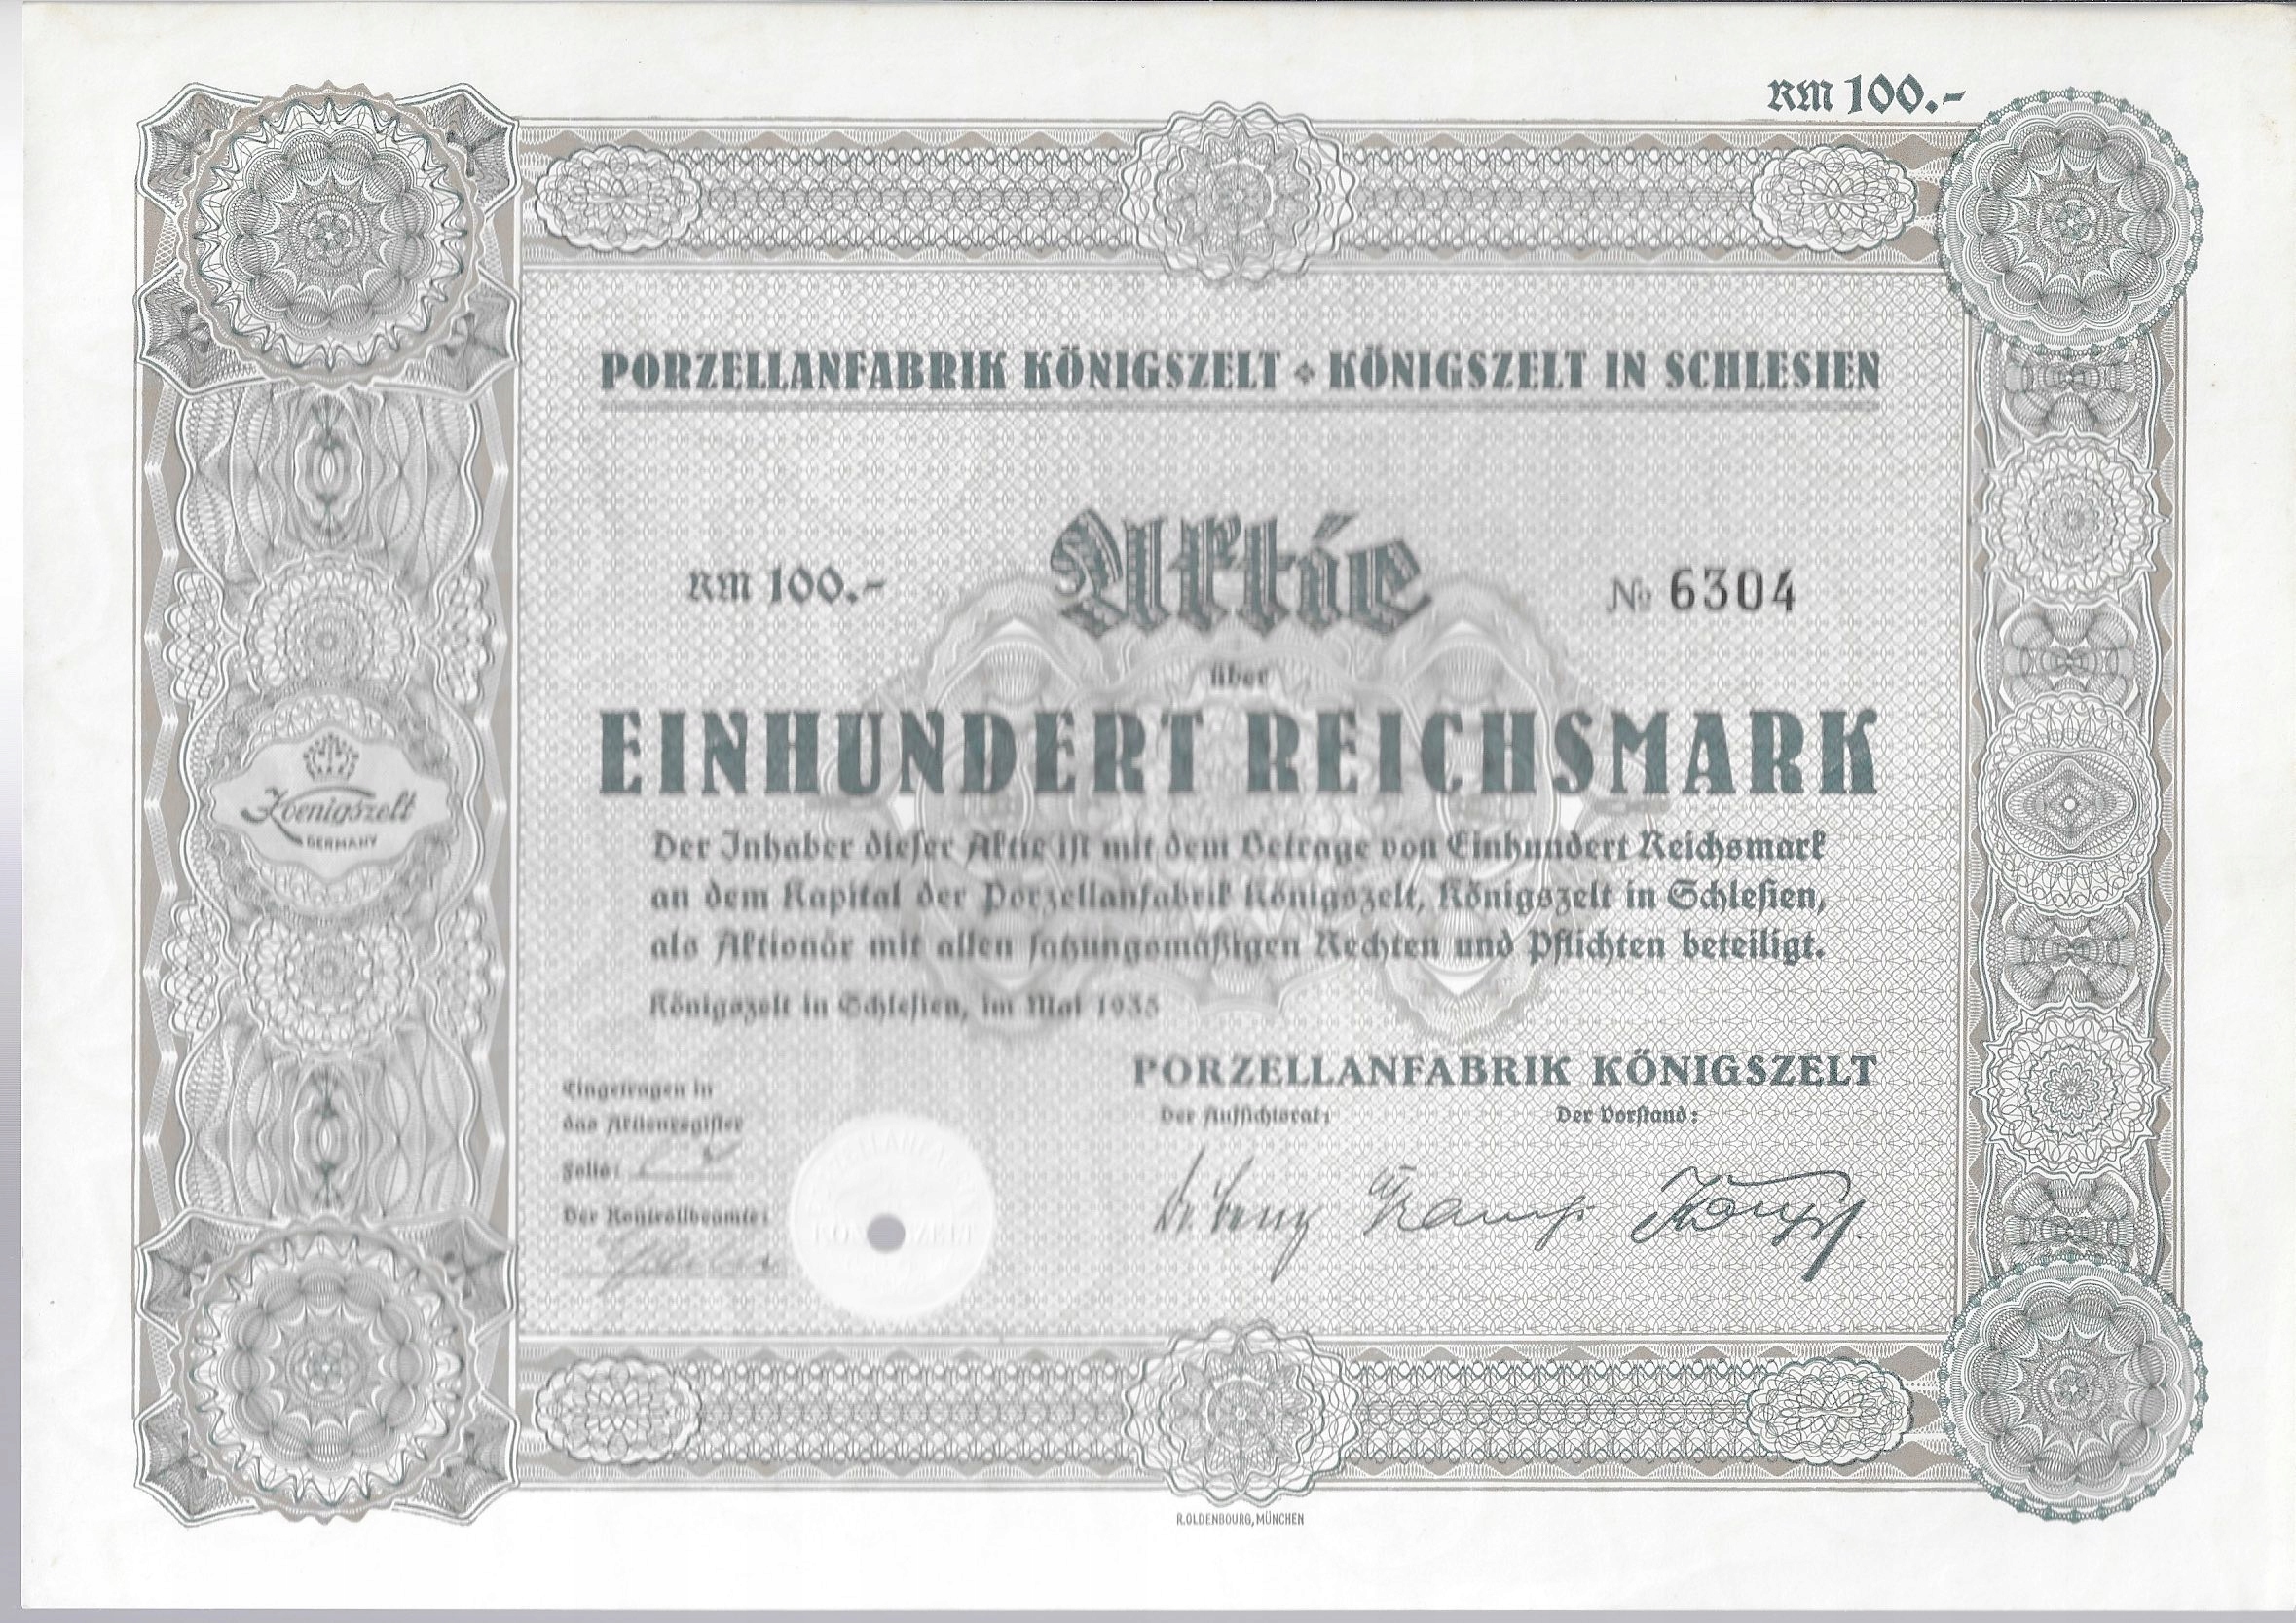 RM 100.-
PORZELLANFABRIK KÖNIGSZELT ❖ KÖNIGSZELT IN SCHLESIEN
Aktie
RM 100.-
№ 6304
über
EINHUNDERT REICHSMARK
Der Inhaber dieser Aktie ist mit dem Betrage von Einhundert Reichsmark
an dem Kapital der Porzellanfabrik Königszelt, Königszelt in Schlesien,
als Aktionär mit allen satzungsmäßigen Rechten und Pflichten beteiligt.
Königszelt in Schlesien, im Mai 1935
Koenigszelt
GERMANY
PORZELLANFABRIK KÖNIGSZELT
Der Aufsichtsrat:
Der Vorstand:
Eingetragen in
das Aktienregister
Folio:
Der Kontrollbeamte:
R. OLDENBOURG, MÜNCHEN